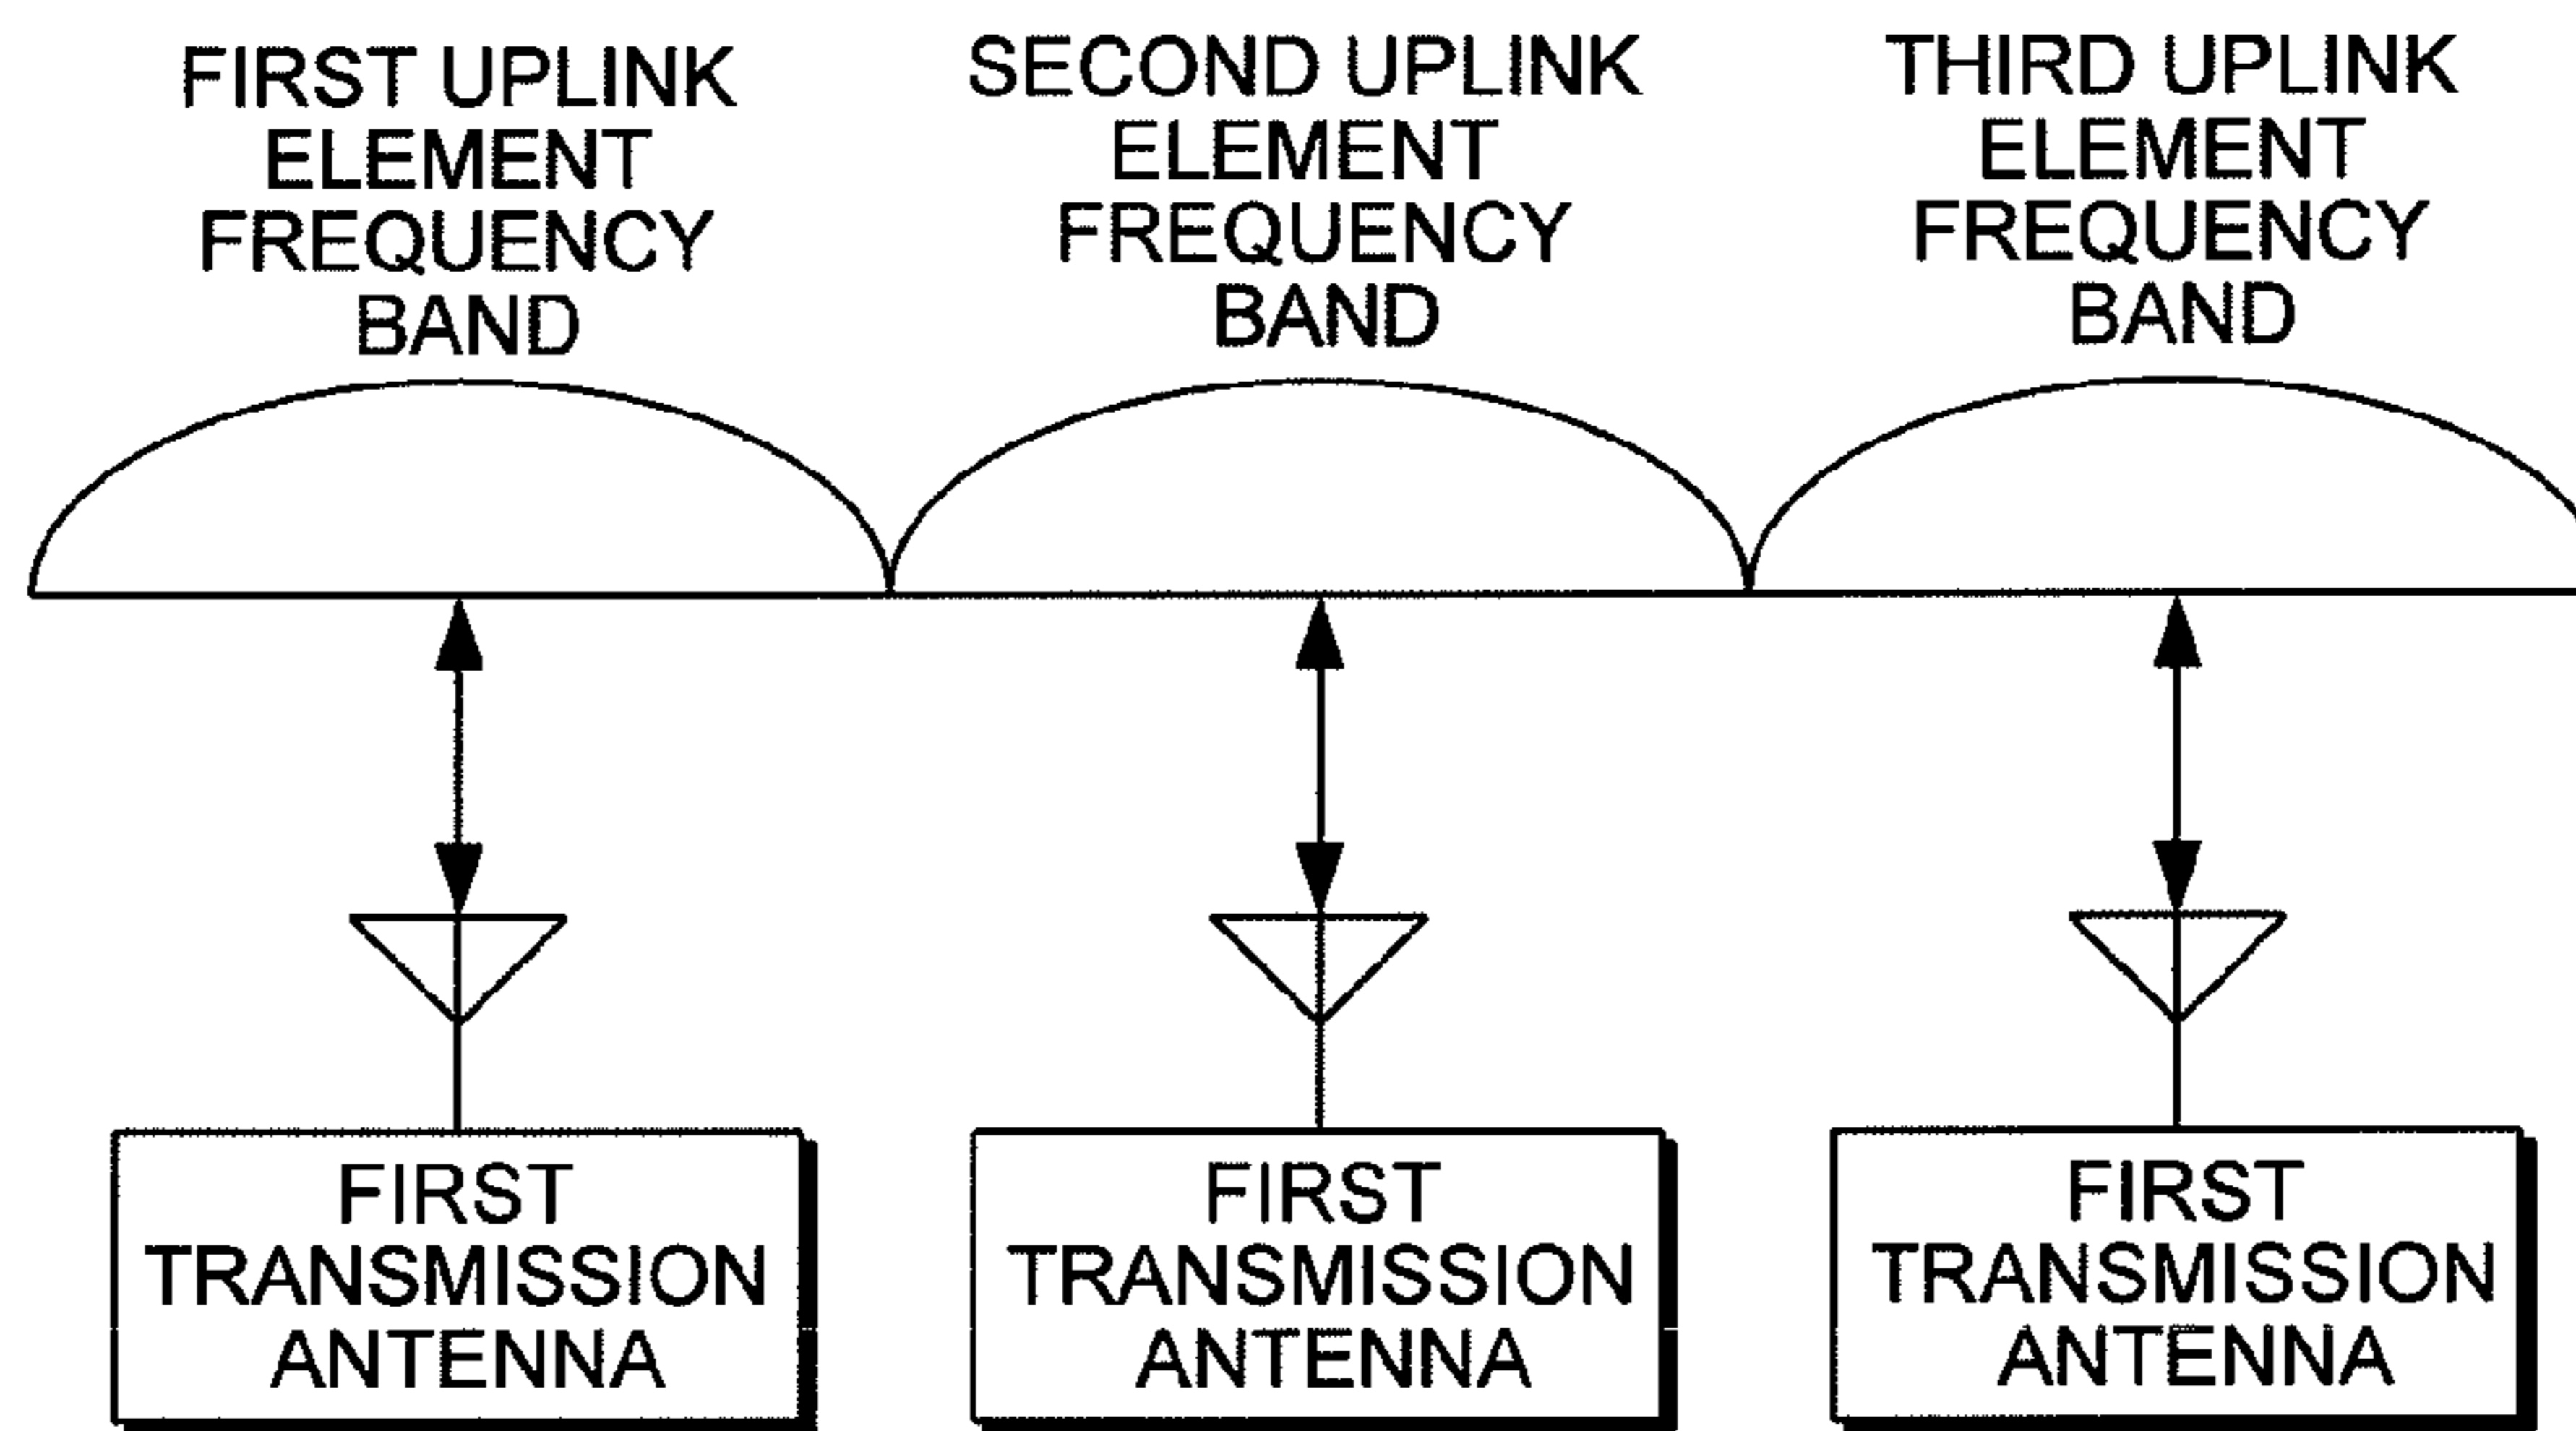 FIRST UPLINK
ELEMENT
FREQUENCY
BAND
SECOND UPLINK
ELEMENT
FREQUENCY
BAND
THIRD UPLINK
ELEMENT
FREQUENCY
BAND
FIRST
TRANSMISSION
ANTENNA
FIRST
TRANSMISSION
ANTENNA
FIRST
TRANSMISSION
ANTENNA